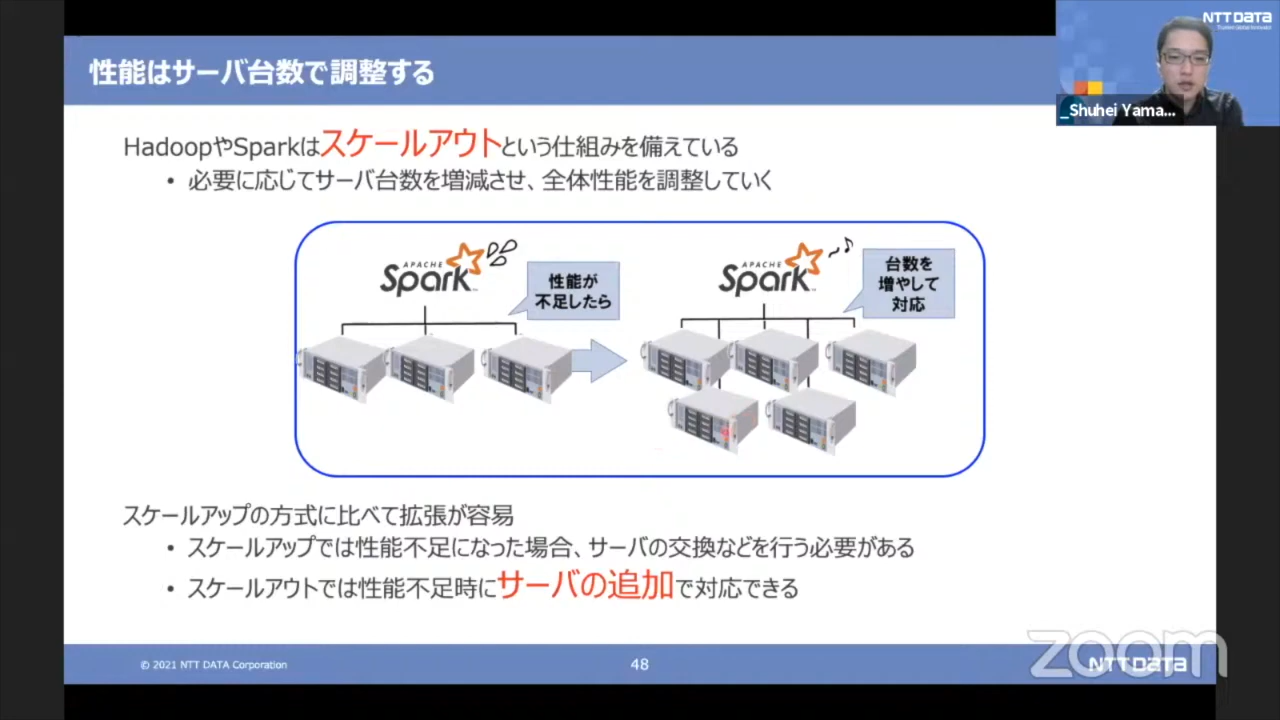 NTT DATA
_Shuhei Yama...
性能はサーバ台数で調整する
HadoopやSparkはスケールアウトという仕組みを備えている
• 必要に応じてサーバ台数を増減させ、全体性能を調整していく
APACHE
Spark
性能が
不足したら
APACHE
Spark
台数を
増やして
対応
スケールアップの方式に比べて拡張が容易
• スケールアップでは性能不足になった場合、サーバの交換などを行う必要がある
• スケールアウトでは性能不足時にサーバの追加で対応できる
© 2021 NTT DATA Corporation
48
NTT DATA
zoom